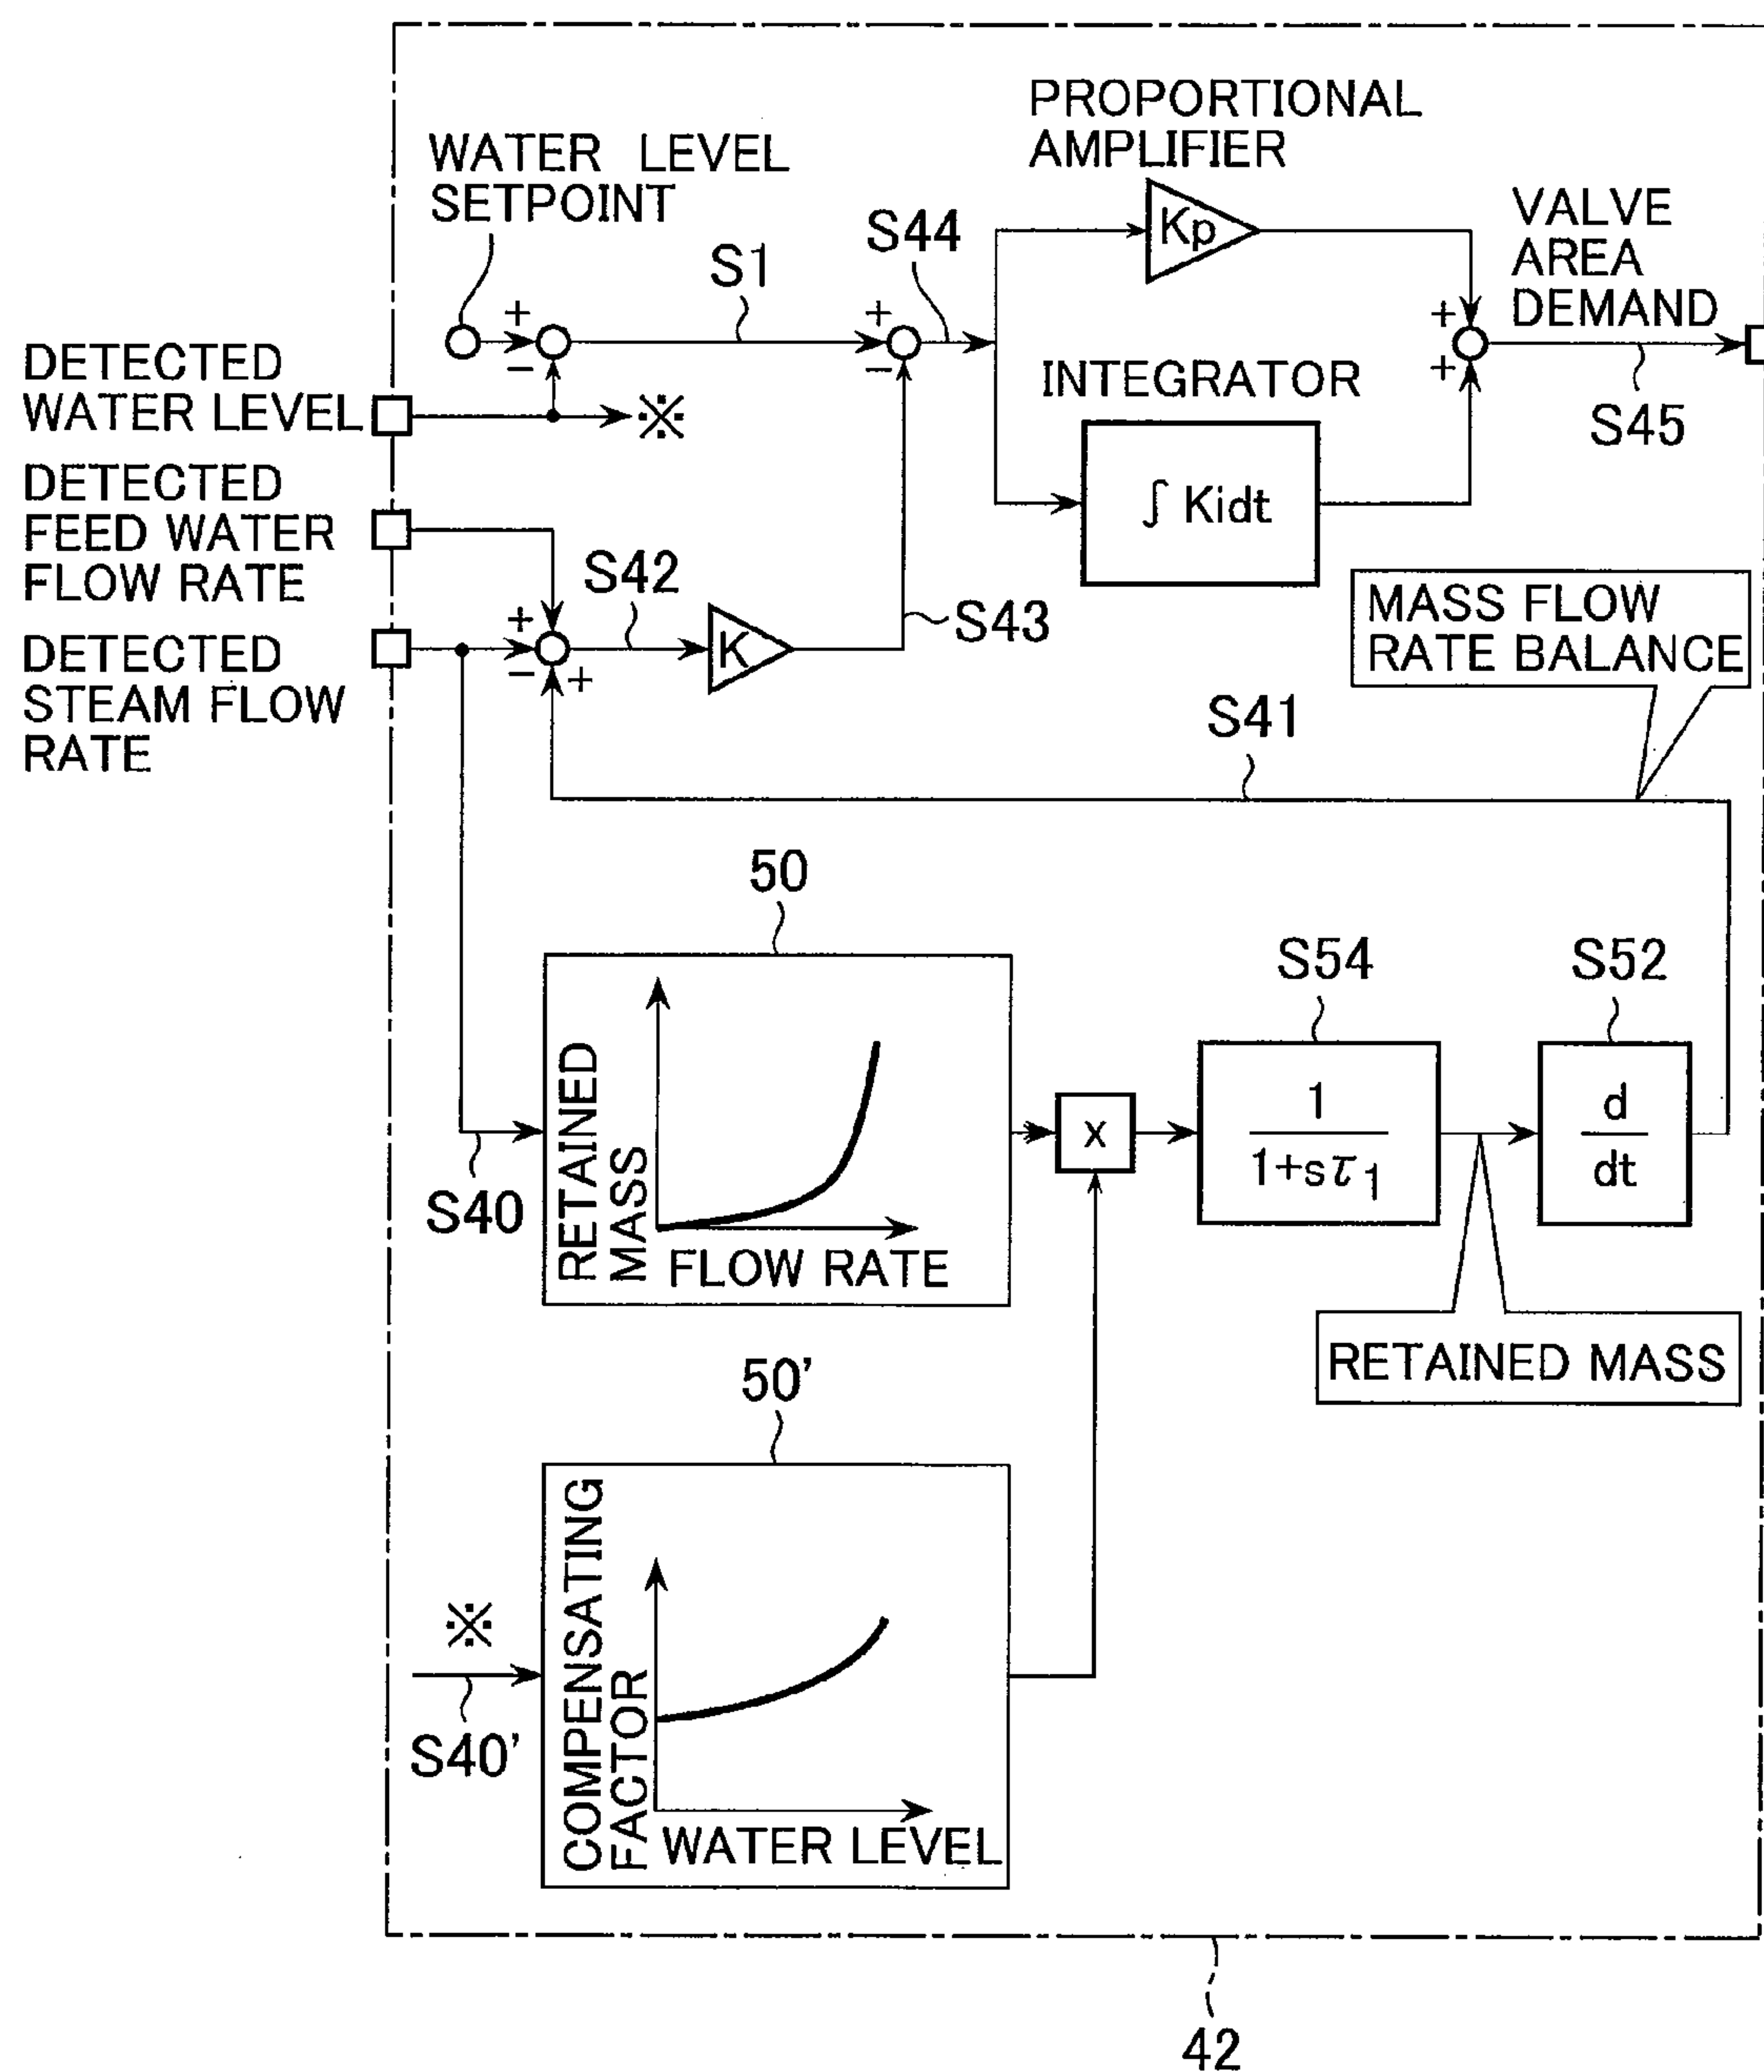 PROPORTIONAL
AMPLIFIER
WATER LEVEL
SETPOINT
S1
S44
Kp
VALVE
AREA
DEMAND
+
−
+
−
+
+
DETECTED
WATER LEVEL
※
INTEGRATOR
∫ Kidt
S45
DETECTED
FEED WATER
FLOW RATE
S42
K
S43
+
−
+
MASS FLOW
RATE BALANCE
DETECTED
STEAM FLOW
RATE
S41
50
S54
S52
RETAINED
MASS
FLOW RATE
S40
x
1
1+sτ1
d
dt
RETAINED MASS
50'
※
S40'
COMPENSATING
FACTOR
WATER LEVEL
42